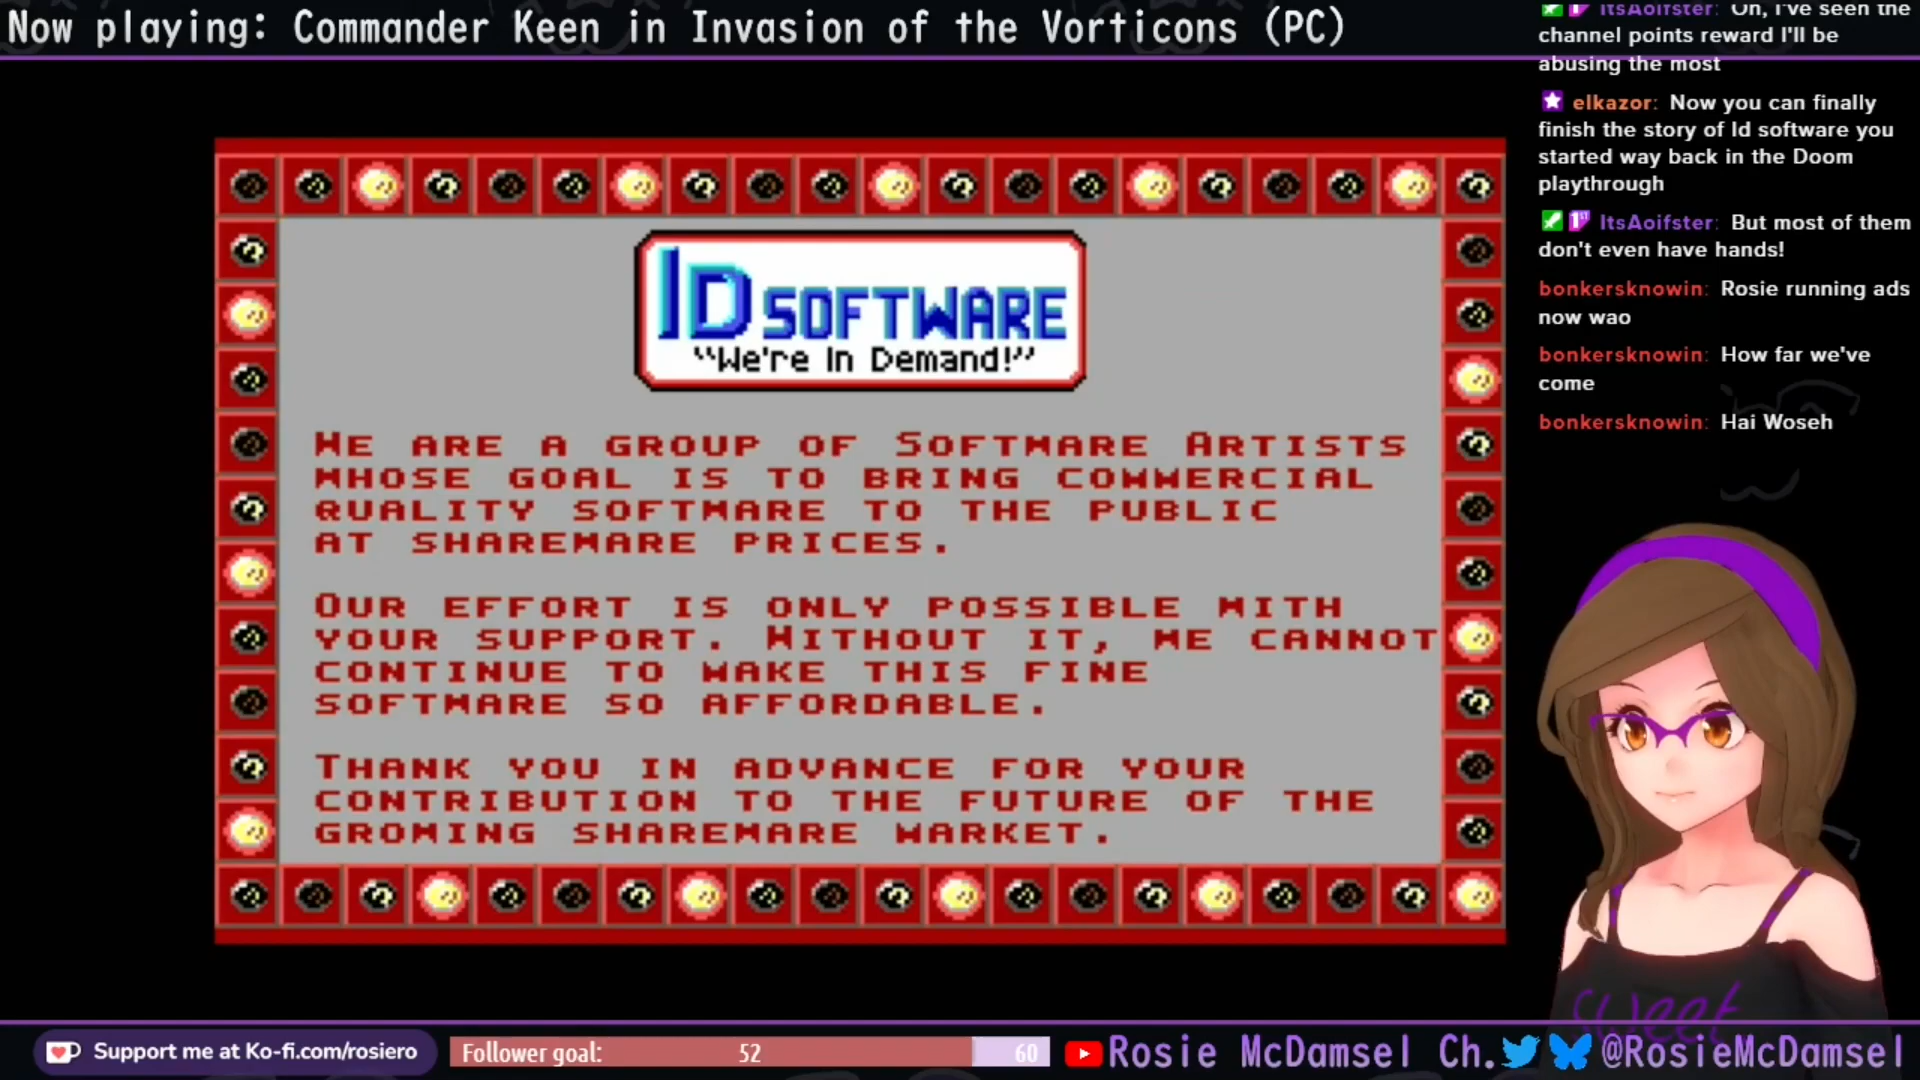 Now playing: Commander Keen in Invasion of the Vorticons (PC)
ItsAoifster: Oh, I've seen the
channel points reward I'll be
abusing the most
elkazor: Now you can finally
finish the story of Id software you
started way back in the Doom
playthrough
ItsAoifster: But most of them
don't even have hands!
bonkersknowin: Rosie running ads
now wao
bonkersknowin: How far we've
come
bonkersknowin: Hai Woseh
ID SOFTWARE
"We're In Demand!"
We are a group of Software Artists
whose goal is to bring commercial
quality software to the public
at shareware prices.
Our effort is only possible with
your support. Without it, we cannot
continue to make this fine
software so affordable.
Thank you in advance for your
contribution to the future of the
growing shareware market.
sweet
Support me at Ko-fi.com/rosiero
Follower goal: 52 60
Rosie McDamsel Ch. @RosieMcDamsel